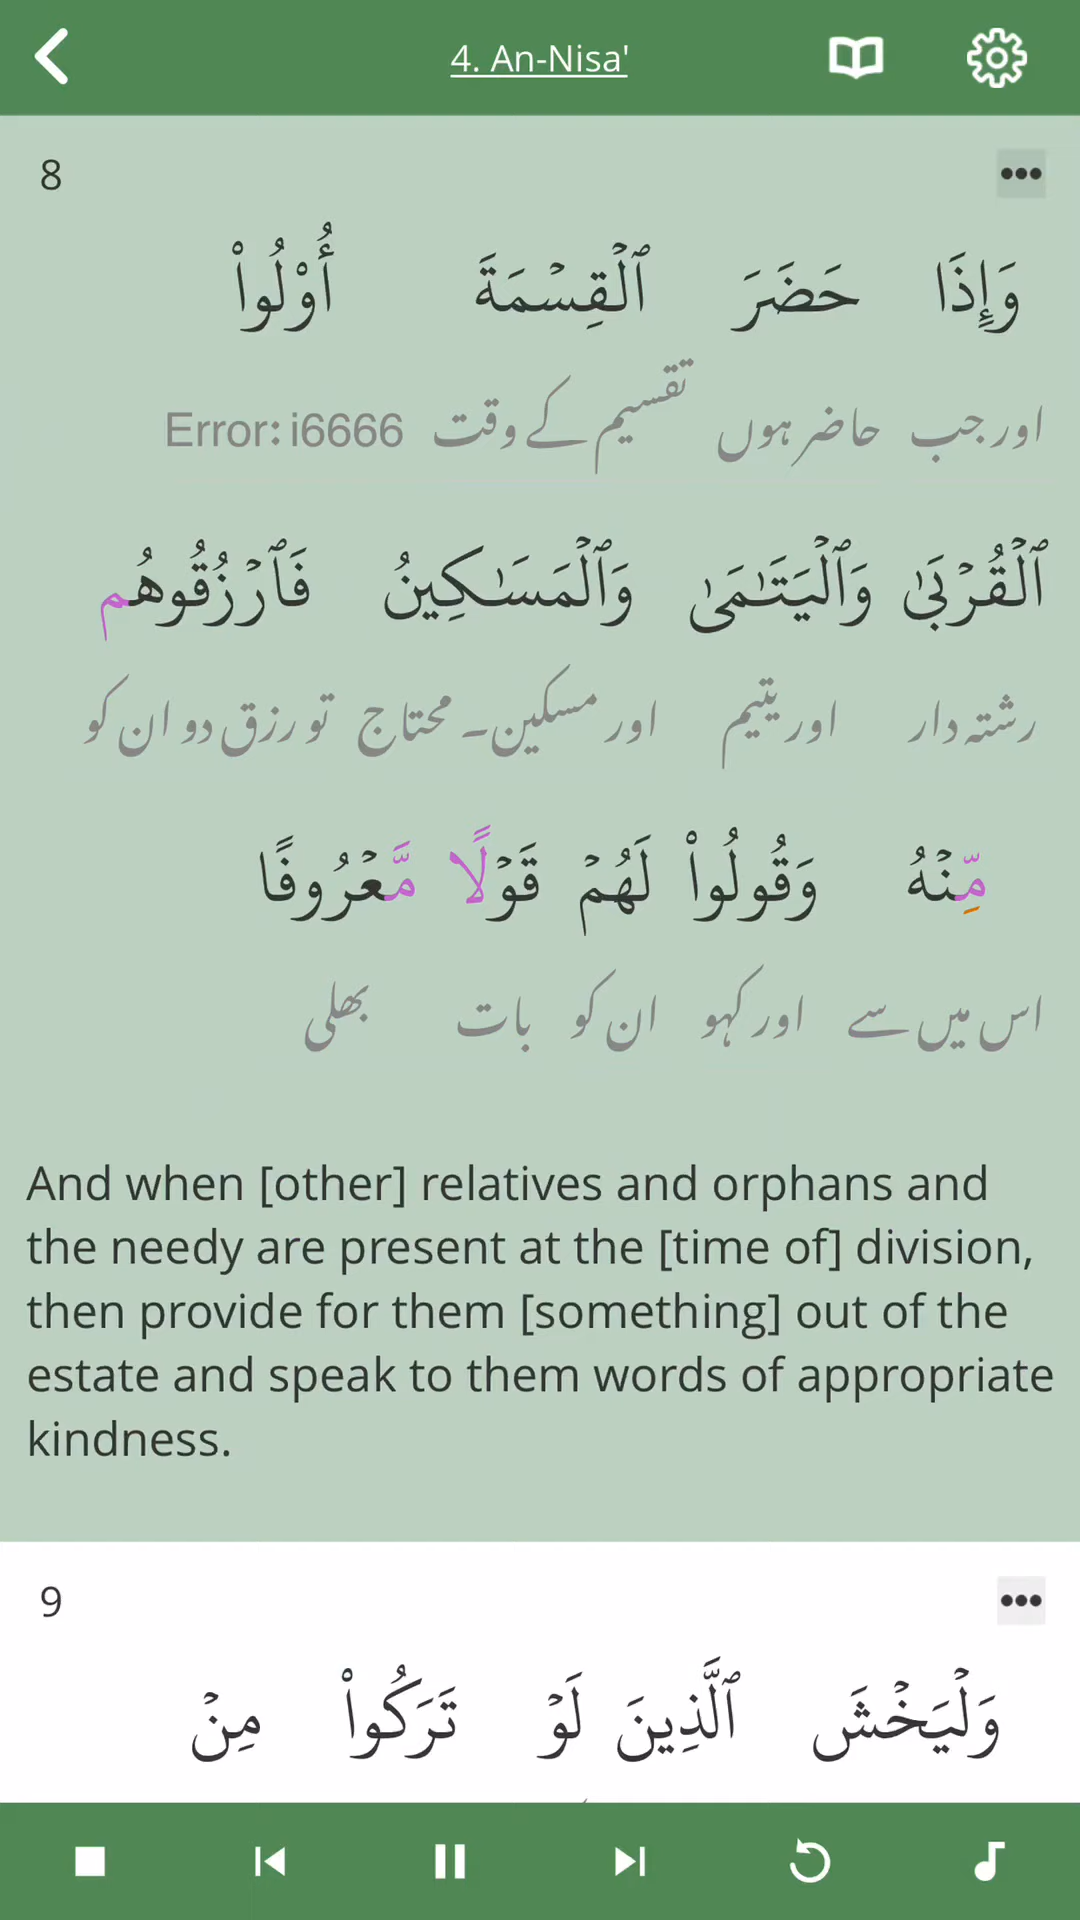 4. An-Nisa'
8
وَإِذَا حَضَرَ ٱلْقِسْمَةَ أُوْلُوا۟
اور جب حاضر ہوں تقسیم کے وقت Error: i6666
ٱلْقُرْبَىٰ وَٱلْيَتَـٰمَىٰ وَٱلْمَسَـٰكِينُ فَٱرْزُقُوهُم
رشتہ دار اور یتیم اور مسکین۔ محتاج تو رزق دو ان کو
مِّنْهُ وَقُولُوا۟ لَهُمْ قَوْلًا مَّعْرُوفًا
اس میں سے اور کہو ان کو بات بھلی
And when [other] relatives and orphans and
the needy are present at the [time of] division,
then provide for them [something] out of the
estate and speak to them words of appropriate
kindness.
9
وَلْيَخْشَ ٱلَّذِينَ لَوْ تَرَكُوا۟ مِنْ